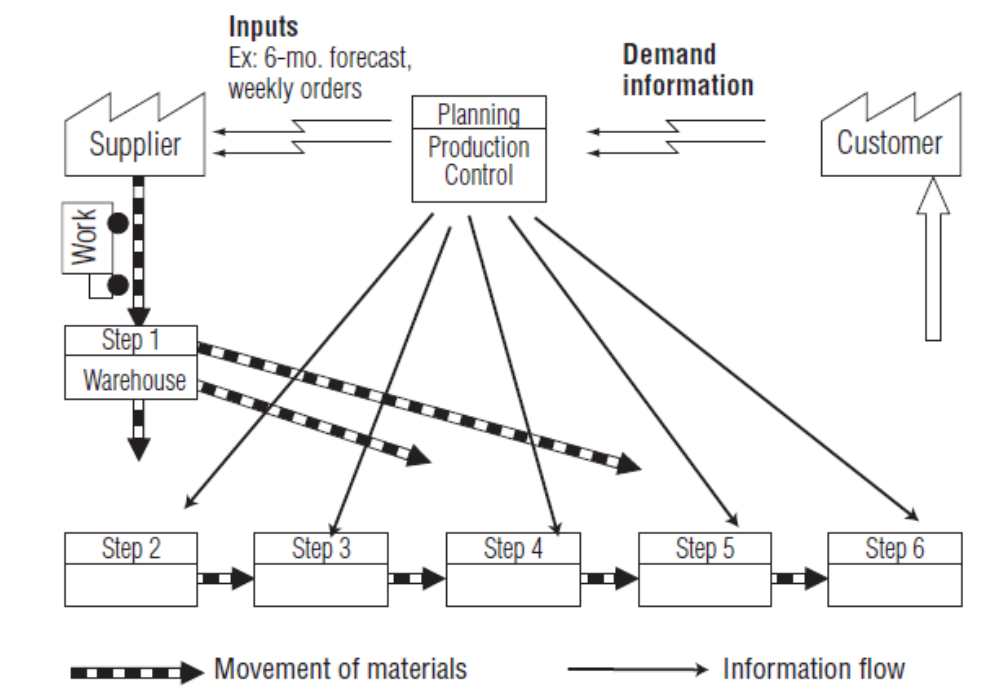 Inputs
Ex: 6-mo. forecast,
weekly orders
Demand
information
Supplier
Planning
Production
Control
Customer
Work
Step 1
Warehouse
Step 2
Step 3
Step 4
Step 5
Step 6
Movement of materials
Information flow